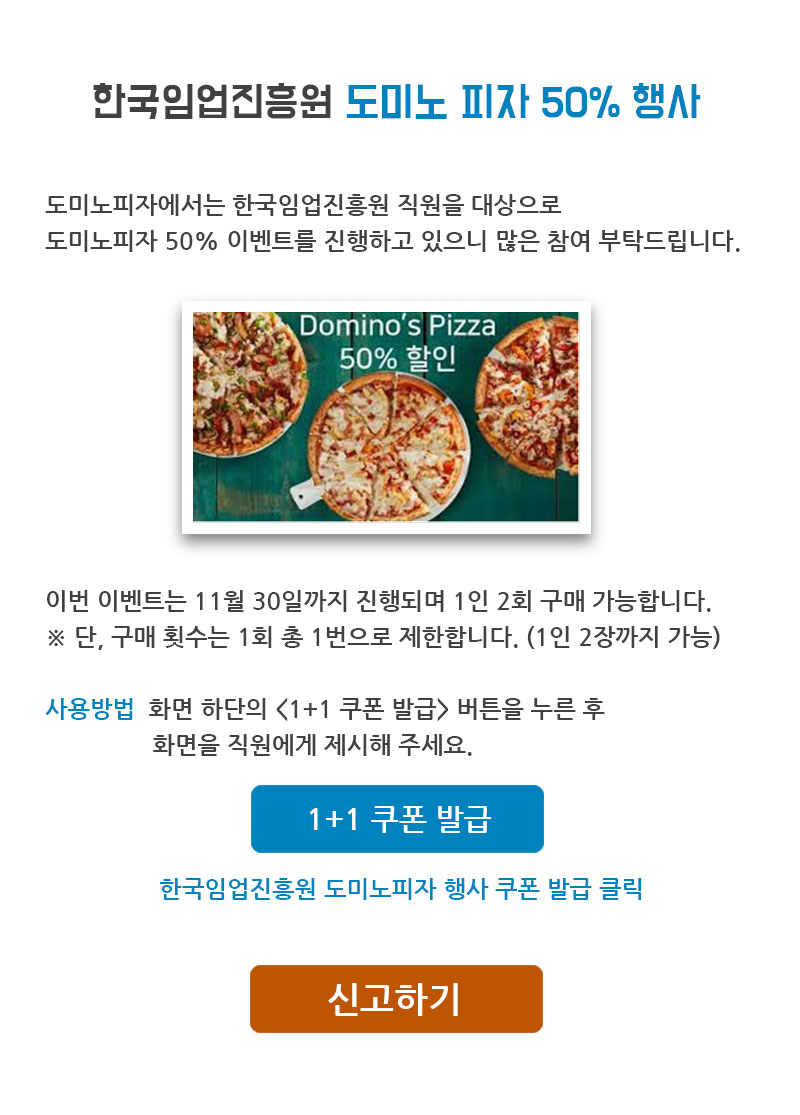 한국임업진흥원 도미노 피자 50% 행사
도미노피자에서는 한국임업진흥원 직원을 대상으로
도미노피자 50% 이벤트를 진행하고 있으니 많은 참여 부탁드립니다.
Domino's Pizza
50% 할인
이번 이벤트는 11월 30일까지 진행되며 1인 2회 구매 가능합니다.
※ 단, 구매 횟수는 1회 총 1번으로 제한합니다. (1인 2장까지 가능)
사용방법 화면 하단의 <1+1 쿠폰 발급> 버튼을 누른 후
화면을 직원에게 제시해 주세요.
1+1 쿠폰 발급
한국임업진흥원 도미노피자 행사 쿠폰 발급 클릭
신고하기